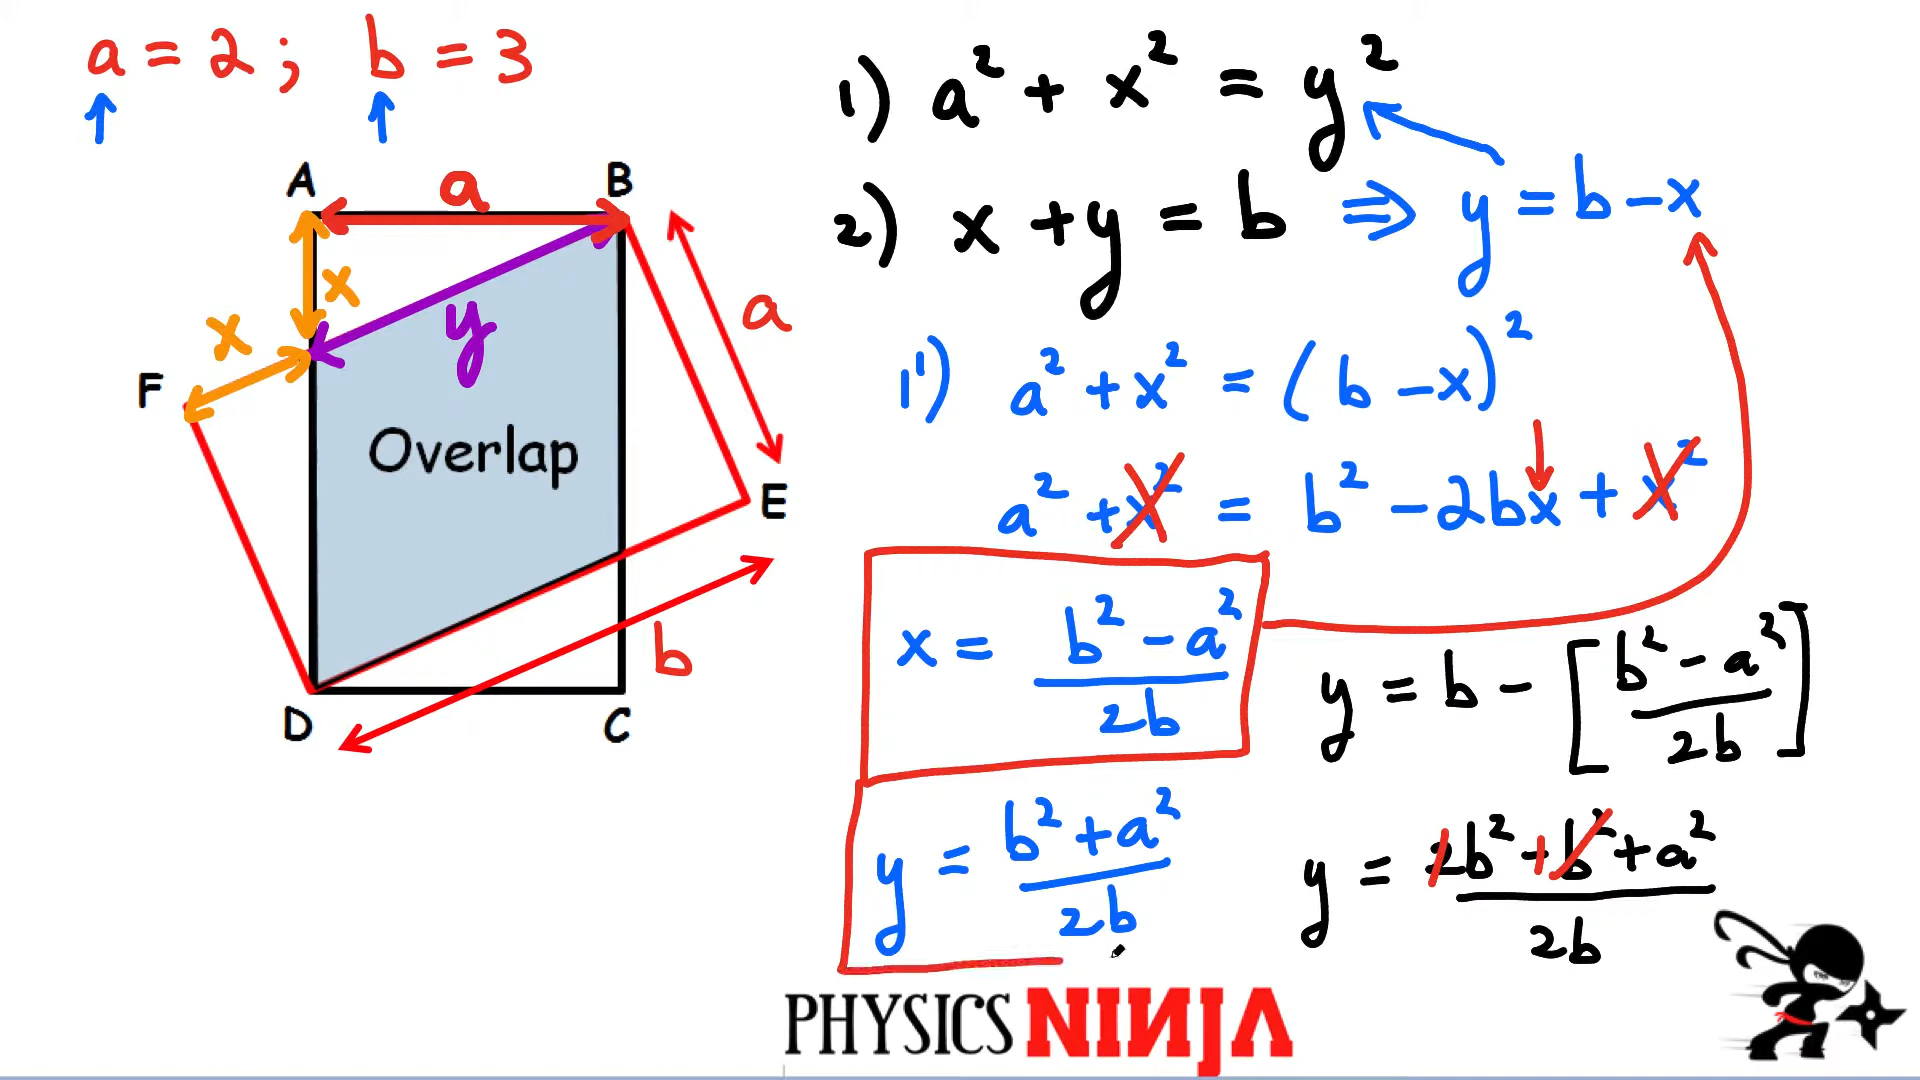 a = 2 ; b = 3
1) a² + x² = y²
2) x + y = b ⇒ y = b - x
A a B
x
x y a
F
Overlap
E
b
D C
1') a² + x² = (b - x)²
a² + x² = b² - 2bx + x²
x = (b² - a²) / 2b
y = b - [(b² - a²) / 2b]
y = (b² + a²) / 2b
y = (2b² - b² + a²) / 2b
PHYSICS NINJA